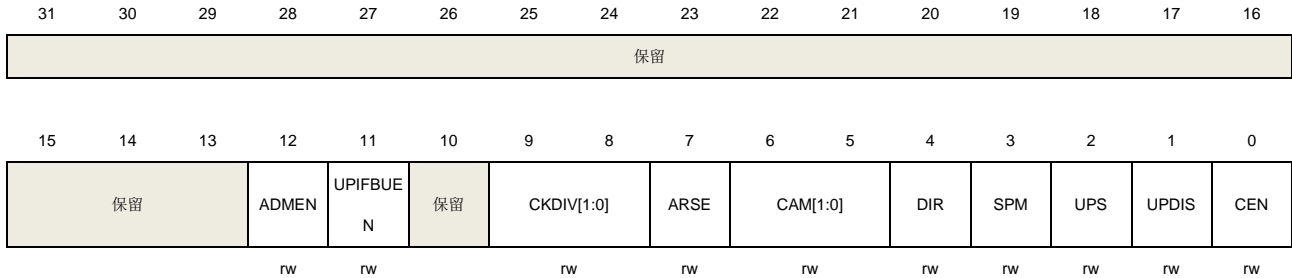 31 30 29 28 27 26 25 24 23 22 21 20 19 18 17 16
保留
15 14 13 12 11 10 9 8 7 6 5 4 3 2 1 0
保留 ADMEN UPIFBUE
N 保留 CKDIV[1:0] ARSE CAM[1:0] DIR SPM UPS UPDIS CEN
rw rw rw rw rw rw rw rw rw rw